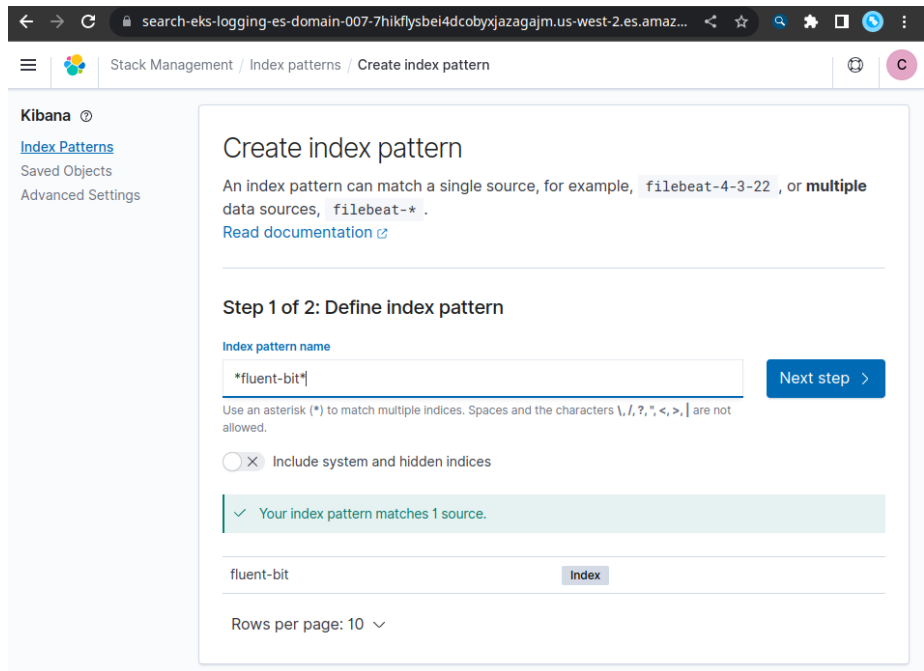 search-eks-logging-es-domain-007-7hikflysbei4dcobyxjazagajm.us-west-2.es.amaz...
Stack Management / Index patterns / Create index pattern
C
Kibana
Index Patterns
Saved Objects
Advanced Settings
Create index pattern
An index pattern can match a single source, for example, filebeat-4-3-22 , or multiple
data sources, filebeat-* .
Read documentation
Step 1 of 2: Define index pattern
Index pattern name
*fluent-bit*
Next step
Use an asterisk (*) to match multiple indices. Spaces and the characters \, /, ?, ", <, >, | are not
allowed.
Include system and hidden indices
Your index pattern matches 1 source.
fluent-bit Index
Rows per page: 10